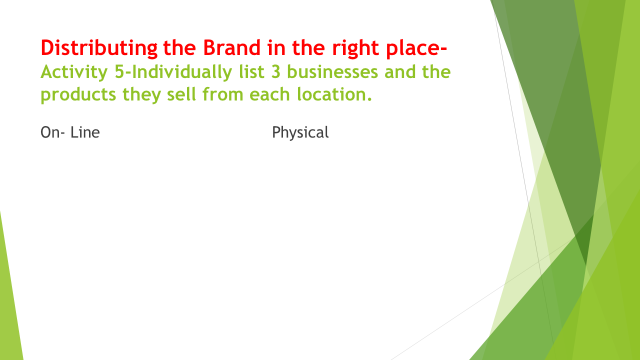 Distributing the Brand in the right place-
Activity 5-Individually list 3 businesses and the
products they sell from each location.
On- Line Physical